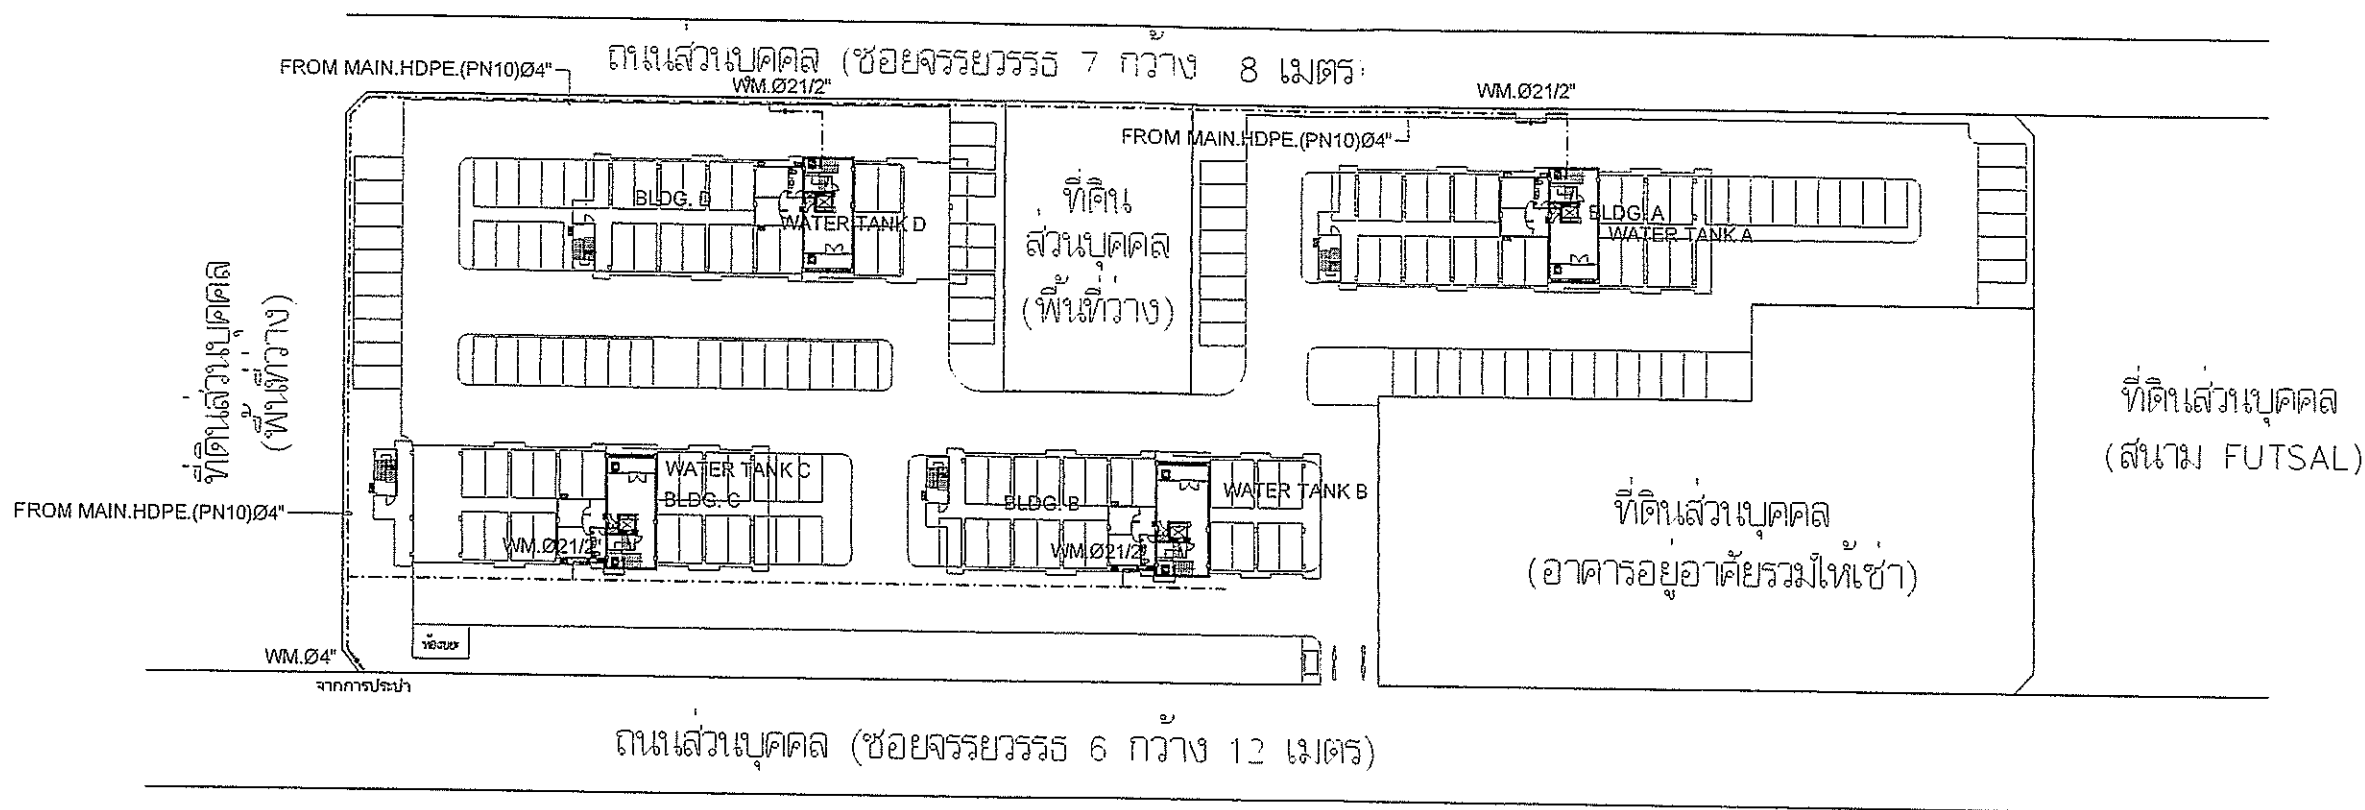 ถนนส่วนบุคคล (ซอยจรรยวรรธ 7 กว้าง 8 เมตร
FROM MAIN.HDPE.(PN10)Ø4"
WM.Ø21/2"
WM.Ø21/2"
FROM MAIN.HDPE.(PN10)Ø4"
BLDG. D
WATER TANK D
ที่ดิน
ส่วนบุคคล
(พื้นที่ว่าง)
BLDG. A
WATER TANK A
ที่ดินส่วนบุคคล
(พื้นที่ว่าง)
ที่ดินส่วนบุคคล
(สนาม FUTSAL)
WATER TANK C
BLDG. C
WM.Ø21/2"
FROM MAIN.HDPE.(PN10)Ø4"
BLDG. B
WATER TANK B
WM.Ø21/2"
ที่ดินส่วนบุคคล
(อาคารอยู่อาศัยรวมให้เช่า)
ห้องขยะ
WM.Ø4"
จากการประปา
ถนนส่วนบุคคล (ซอยจรรยวรรธ 6 กว้าง 12 เมตร)